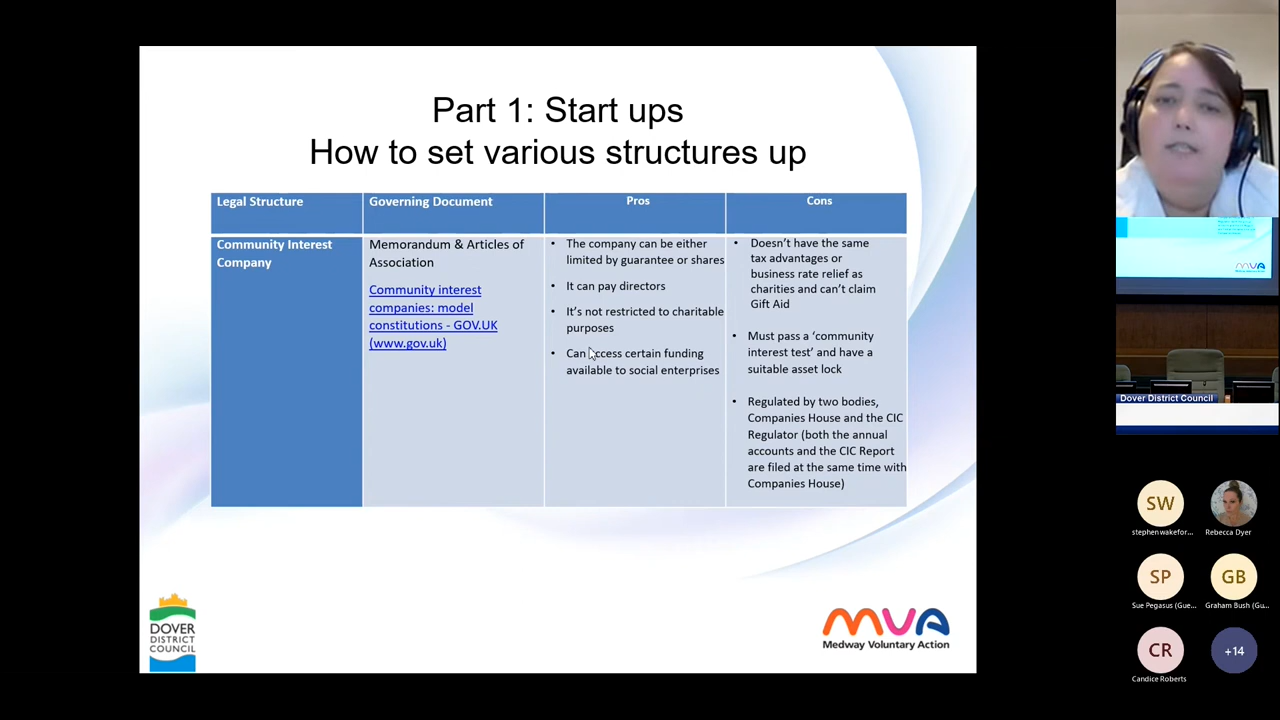 Part 1: Start ups
How to set various structures up
Legal Structure
Governing Document
Pros
Cons
Community Interest
Company
Memorandum & Articles of
Association
Community interest
companies: model
constitutions - GOV.UK
(www.gov.uk)
• The company can be either
limited by guarantee or shares
• It can pay directors
• It’s not restricted to charitable
purposes
• Can access certain funding
available to social enterprises
• Doesn’t have the same
tax advantages or
business rate relief as
charities and can’t claim
Gift Aid
• Must pass a ‘community
interest test’ and have a
suitable asset lock
• Regulated by two bodies,
Companies House and the CIC
Regulator (both the annual
accounts and the CIC Report
are filed at the same time with
Companies House)
DOVER
DISTRICT
COUNCIL
mva
Medway Voluntary Action
mva
Dover District Council
SW
stephen wakefor...
Rebecca Dyer
SP
Sue Pegasus (Gue...
GB
Graham Bush (Gu...
CR
Candice Roberts
+14